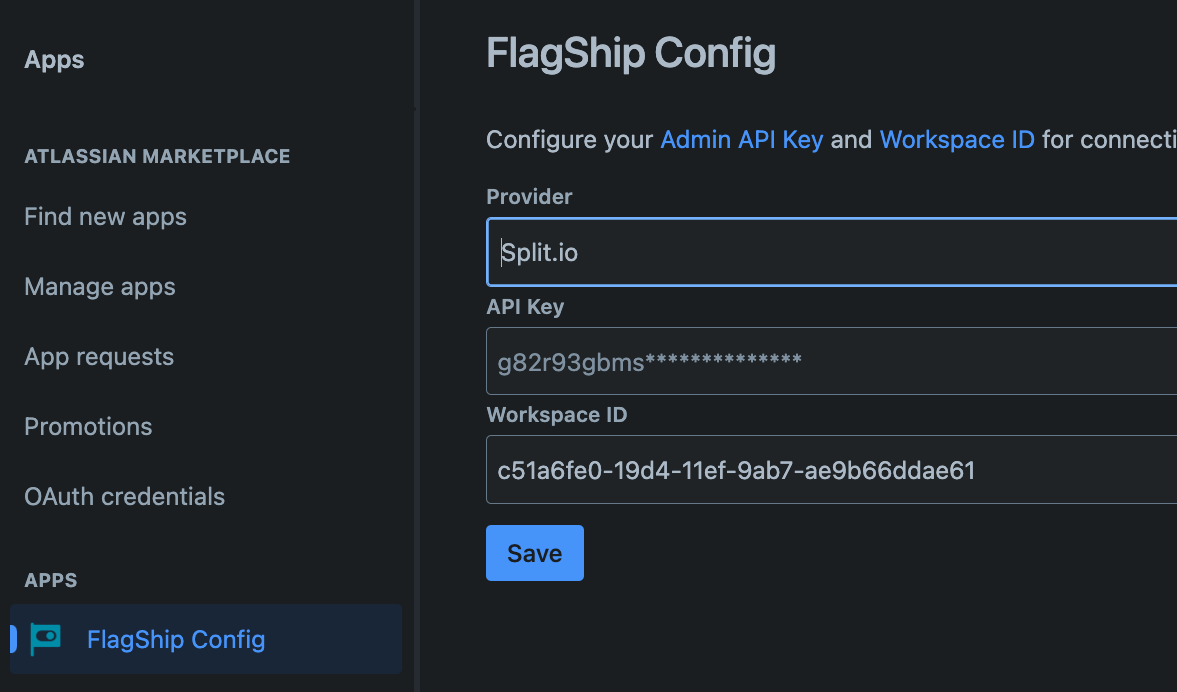 Apps
ATLASSIAN MARKETPLACE
Find new apps
Manage apps
App requests
Promotions
OAuth credentials
APPS
FlagShip Config
FlagShip Config
Configure your Admin API Key and Workspace ID for connecti
Provider
Split.io
API Key
g82r93gbms**************
Workspace ID
c51a6fe0-19d4-11ef-9ab7-ae9b66ddae61
Save